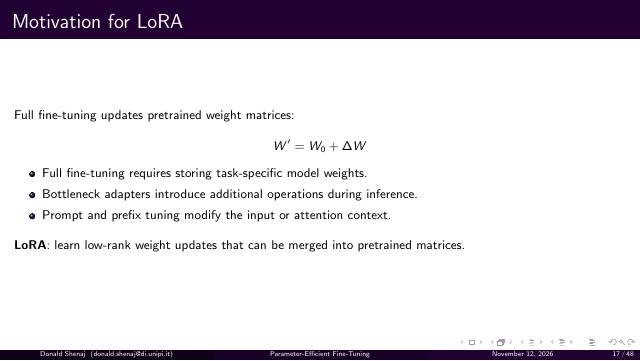 Motivation for LoRA
Full fine-tuning updates pretrained weight matrices:
W′ = W₀ + ΔW
Full fine-tuning requires storing task-specific model weights.
Bottleneck adapters introduce additional operations during inference.
Prompt and prefix tuning modify the input or attention context.
LoRA: learn low-rank weight updates that can be merged into pretrained matrices.
Donald Shenaj (donald.shenaj@di.unipi.it) Parameter-Efficient Fine-Tuning November 12, 2026 17 / 48